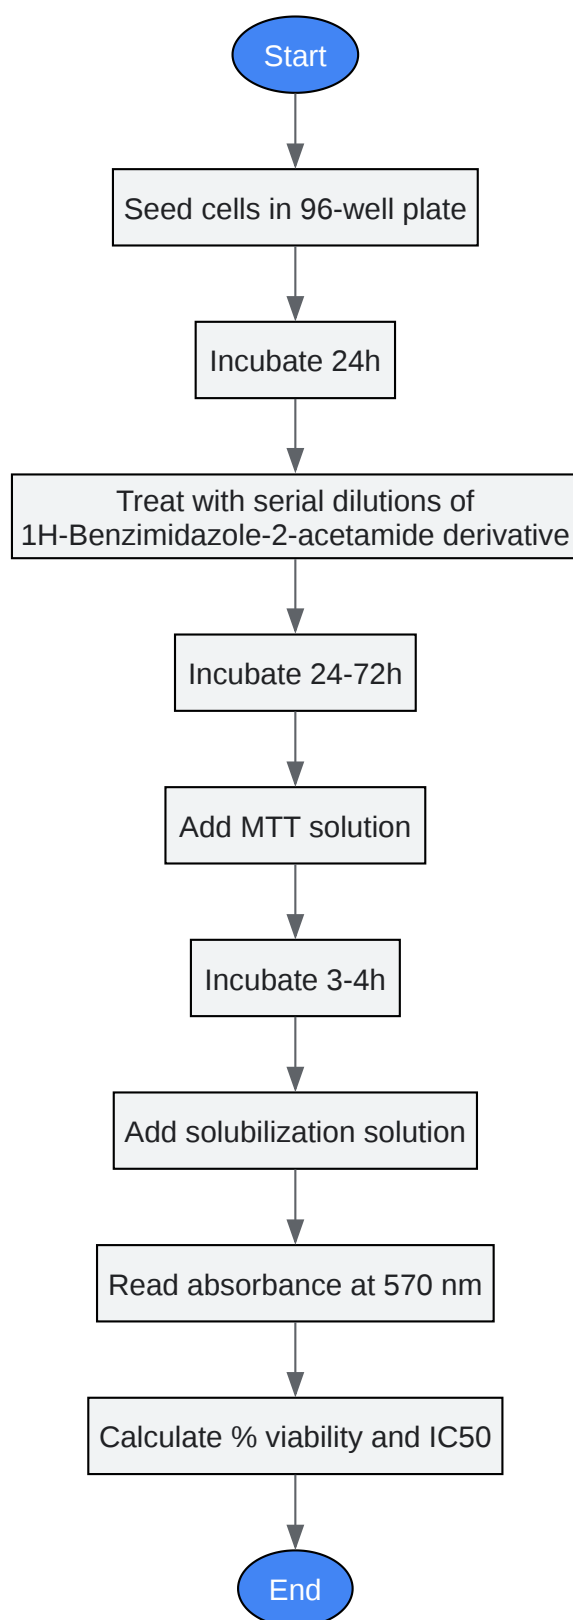 Start
Seed cells in 96-well plate
Incubate 24h
Treat with serial dilutions of
1H-Benzimidazole-2-acetamide derivative
Incubate 24-72h
Add MTT solution
Incubate 3-4h
Add solubilization solution
Read absorbance at 570 nm
Calculate % viability and IC50
End